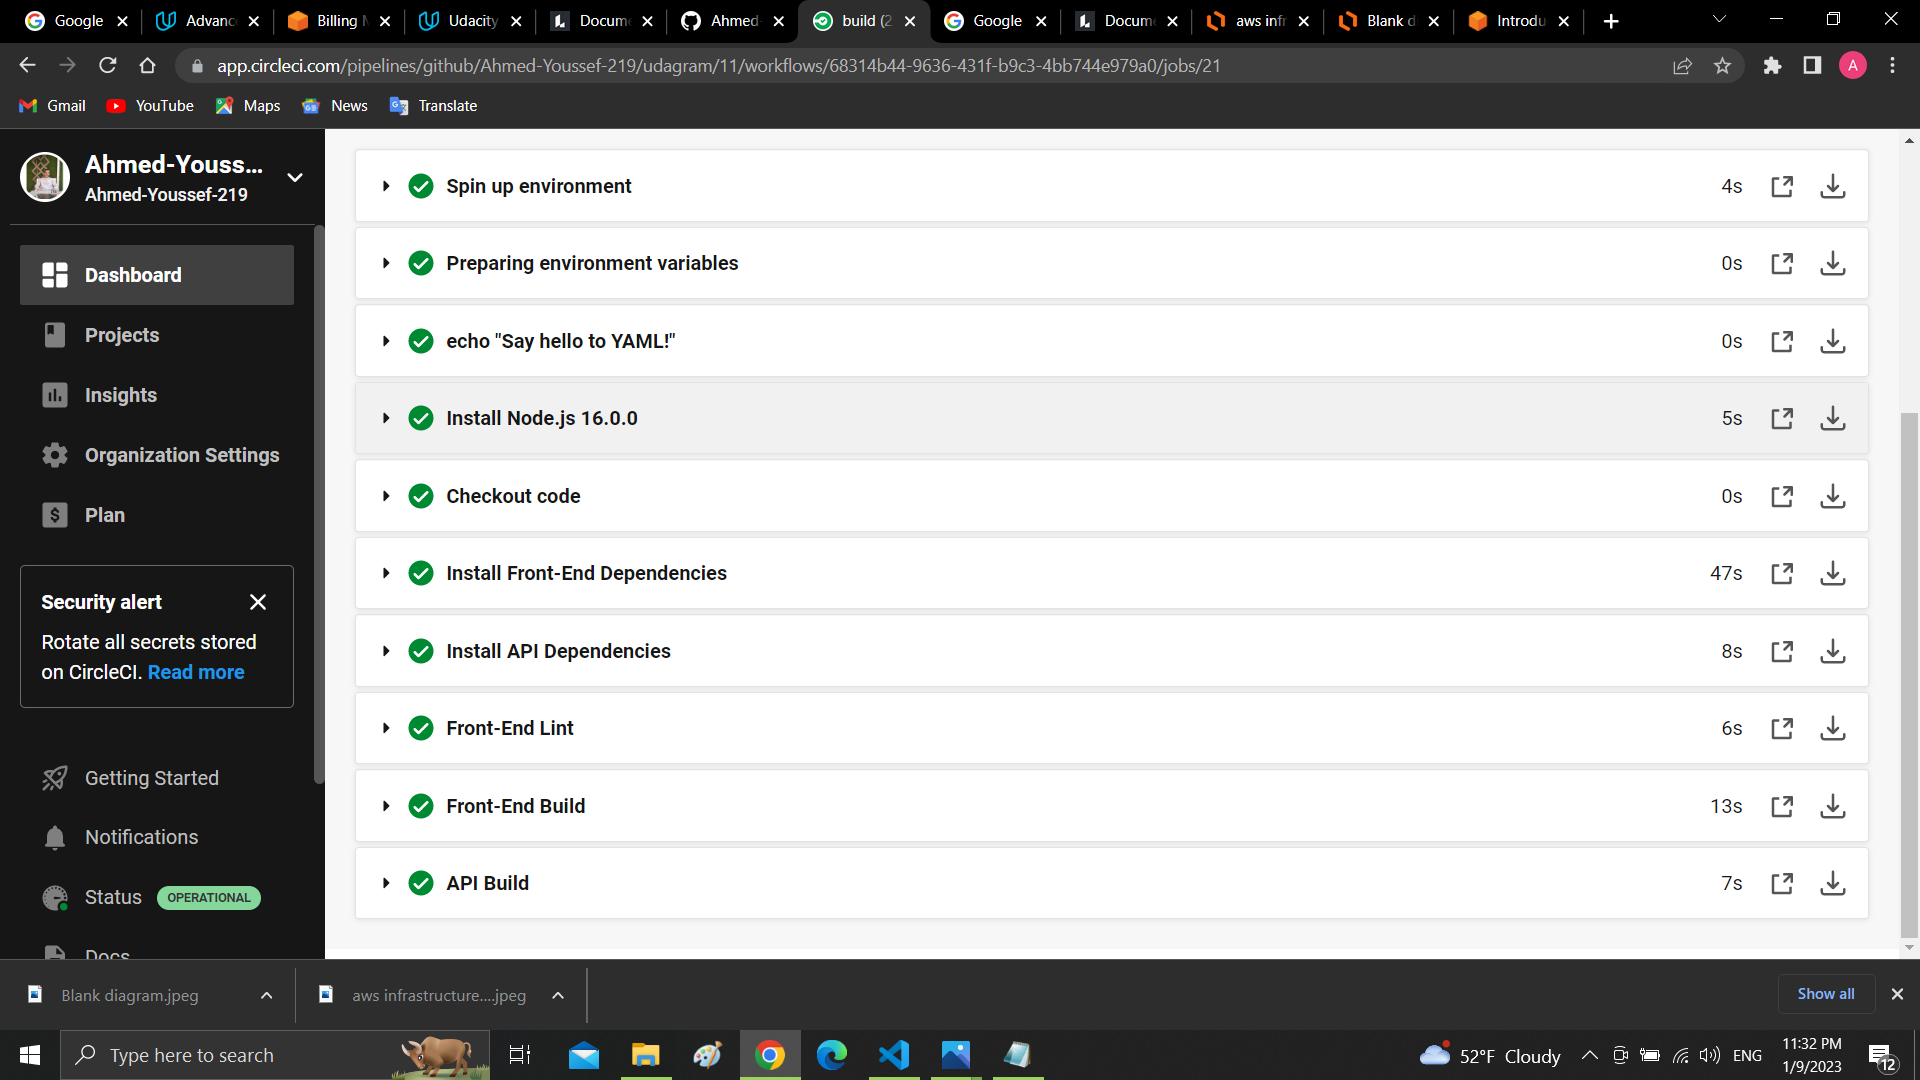 Google
Advanc
Billing M
Udacity
Docume
Ahmed-
build (2
Google
Docume
aws infr
Blank d
Introdu
app.circleci.com/pipelines/github/Ahmed-Youssef-219/udagram/11/workflows/68314b44-9636-431f-b9c3-4bb744e979a0/jobs/21
A
Gmail
YouTube
Maps
News
Translate
Ahmed-Youss...
Ahmed-Youssef-219
Dashboard
Projects
Insights
Organization Settings
Plan
Security alert
Rotate all secrets stored
on CircleCI. Read more
Getting Started
Notifications
Status OPERATIONAL
Docs
Spin up environment 4s
Preparing environment variables 0s
echo "Say hello to YAML!" 0s
Install Node.js 16.0.0 5s
Checkout code 0s
Install Front-End Dependencies 47s
Install API Dependencies 8s
Front-End Lint 6s
Front-End Build 13s
API Build 7s
Blank diagram.jpeg
aws infrastructure....jpeg
Show all
Type here to search
52°F Cloudy
ENG
11:32 PM
1/9/2023
12